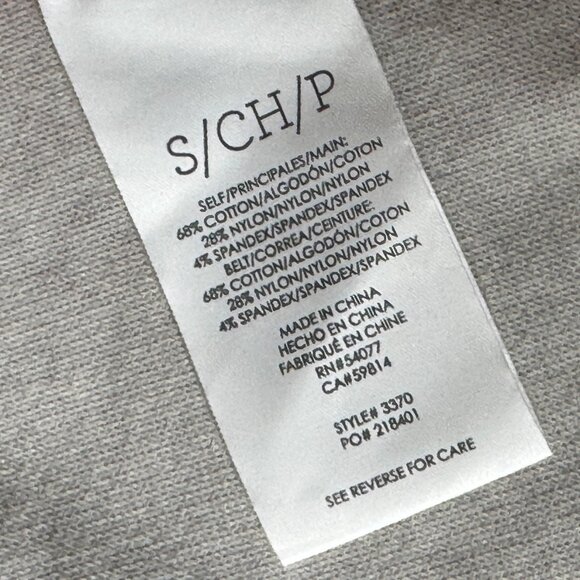 S/CH/P
SELF/PRINCIPALES/MAIN:
68% COTTON/ALGODÓN/COTON
28% NYLON/NYLON/NYLON
4% SPANDEX/SPANDEX/SPANDEX
BELT/CORREA/CEINTURE:
68% COTTON/ALGODÓN/COTON
28% NYLON/NYLON/NYLON
4% SPANDEX/SPANDEX/SPANDEX
MADE IN CHINA
HECHO EN CHINA
FABRIQUÉ EN CHINE
RN#54077
CA#59814
STYLE# 3370
PO# 218401
SEE REVERSE FOR CARE